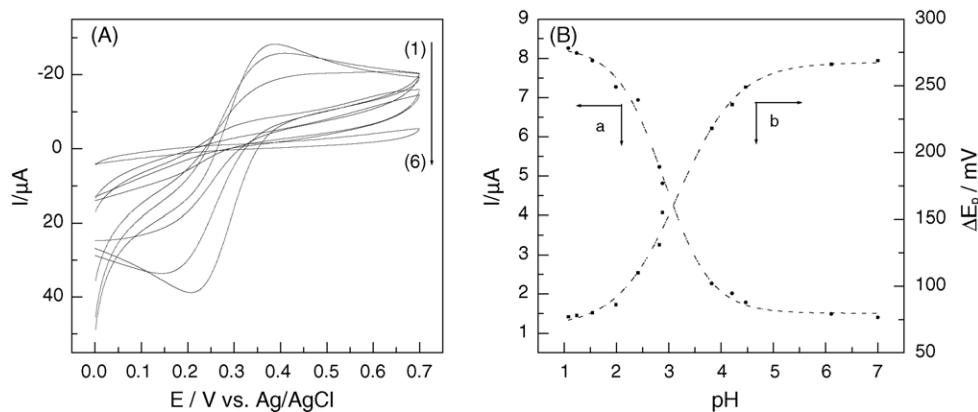 (A)
(1)
(6)
-20
0
20
40
I/µA
0.0 0.1 0.2 0.3 0.4 0.5 0.6 0.7
E / V vs. Ag/AgCl
(B)
a
b
9
8
7
6
5
4
3
2
1
I/µA
300
250
200
150
100
50
ΔEp / mV
1 2 3 4 5 6 7
pH